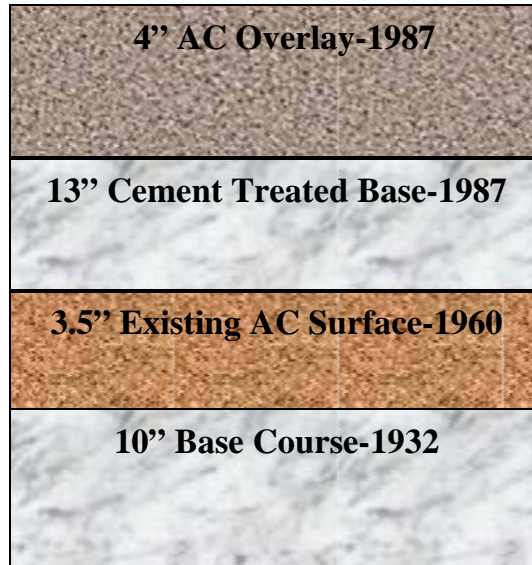 4” AC Overlay-1987
13” Cement Treated Base-1987
3.5” Existing AC Surface-1960
10” Base Course-1932